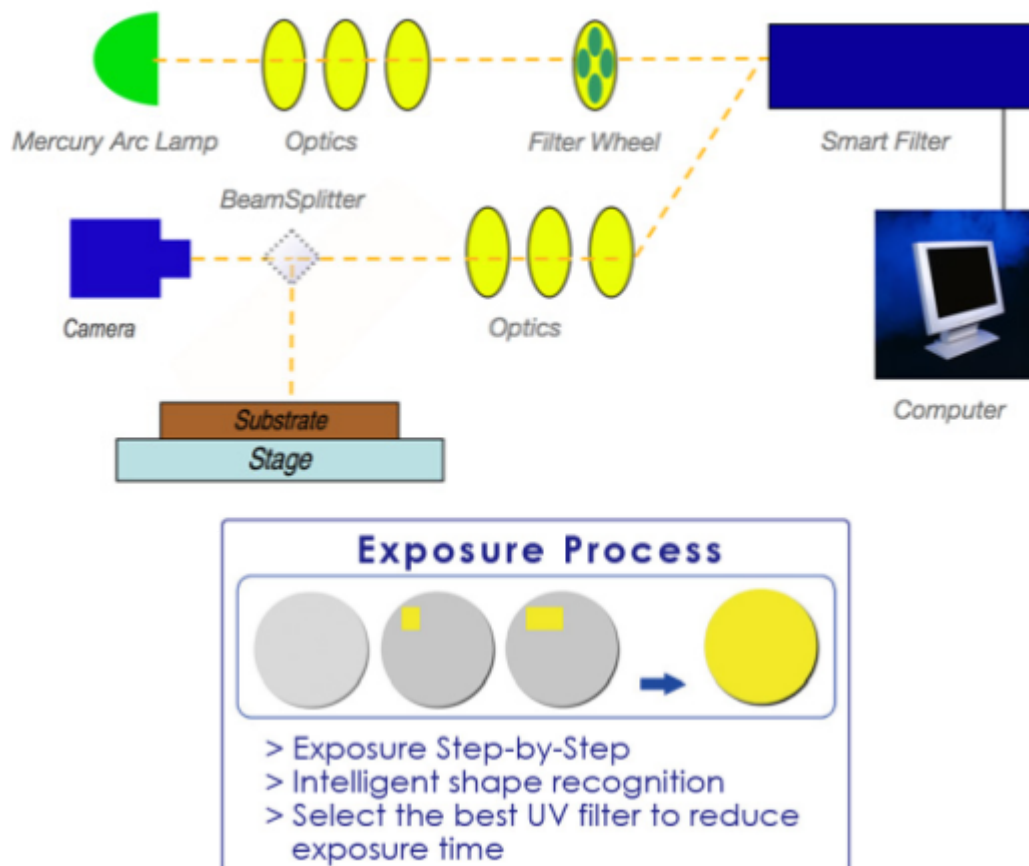 Mercury Arc Lamp
Optics
Filter Wheel
Smart Filter
BeamSplitter
Camera
Optics
Computer
Substrate
Stage
Exposure Process
> Exposure Step-by-Step
> Intelligent shape recognition
> Select the best UV filter to reduce
exposure time